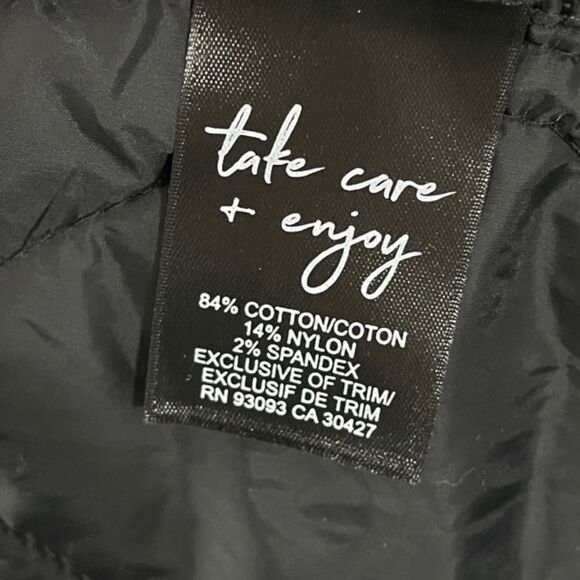 take care
+ enjoy
84% COTTON/COTON
14% NYLON
2% SPANDEX
EXCLUSIVE OF TRIM/
EXCLUSIF DE TRIM
RN 93093 CA 30427